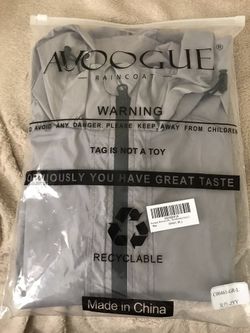 AVOOGUE®
RAINCOAT
WARNING
TO AVOID ANY DANGER. PLEASE KEEP AWAY FROM CHILDREN
TAG IS NOT A TOY
OBVIOUSLY YOU HAVE GREAT TASTE
RECYCLABLE
Made in China